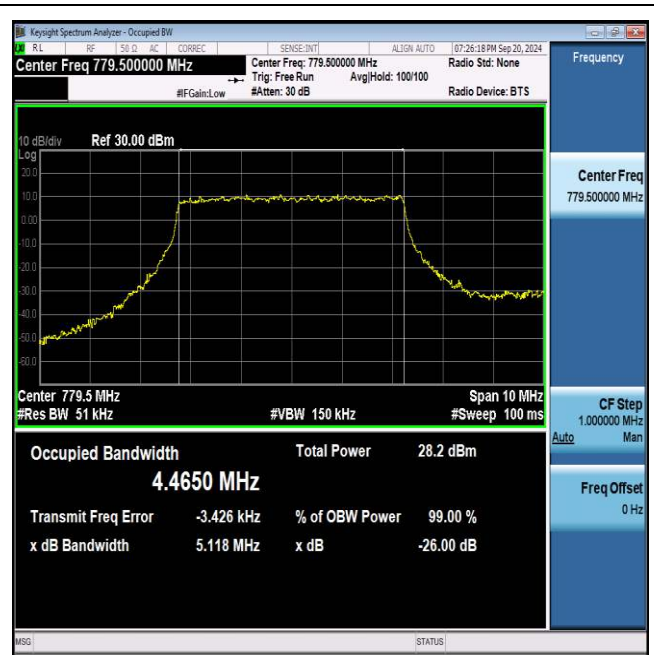 Keysight Spectrum Analyzer - Occupied BW
RL RF 50 Ω AC CORREC SENSE:INT ALIGN AUTO 07:26:18 PM Sep 20, 2024
Center Freq 779.500000 MHz Center Freq: 779.500000 MHz Radio Std: None
Trig: Free Run Avg|Hold: 100/100
#IFGain:Low #Atten: 30 dB Radio Device: BTS
10 dB/div Ref 30.00 dBm
Log
20.0
10.0
0.00
-10.0
-20.0
-30.0
-40.0
-50.0
-60.0
Center 779.5 MHz Span 10 MHz
#Res BW 51 kHz #VBW 150 kHz #Sweep 100 ms
Occupied Bandwidth Total Power 28.2 dBm
4.4650 MHz
Transmit Freq Error -3.426 kHz % of OBW Power 99.00 %
x dB Bandwidth 5.118 MHz x dB -26.00 dB
Frequency
Center Freq
779.500000 MHz
CF Step
1.000000 MHz
Auto Man
Freq Offset
0 Hz
MSG STATUS